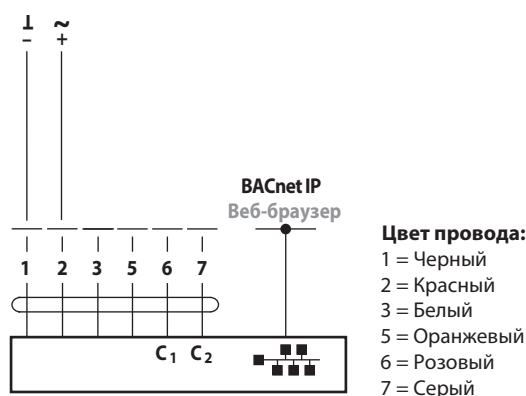 ⊥ ~
– +
BACnet IP
Веб-браузер
1 2 3 5 6 7
C1 C2
Цвет провода:
1 = Черный
2 = Красный
3 = Белый
5 = Оранжевый
6 = Розовый
7 = Серый